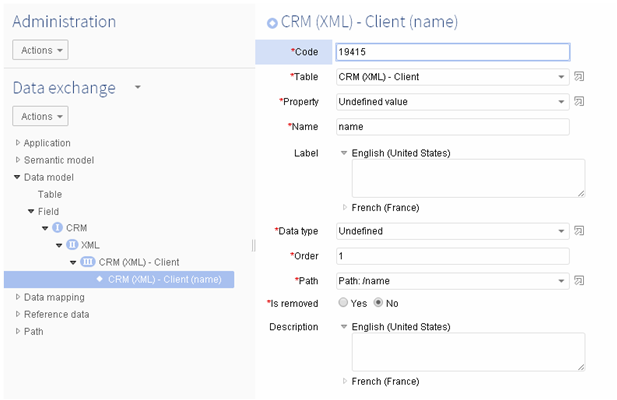 Administration
Actions
Data exchange
Actions
Application
Semantic model
Data model
Table
Field
I CRM
II XML
III CRM (XML) - Client
CRM (XML) - Client (name)
Data mapping
Reference data
Path
CRM (XML) - Client (name)
*Code 19415
*Table CRM (XML) - Client
*Property Undefined value
*Name name
Label English (United States)
French (France)
*Data type Undefined
*Order 1
*Path Path: /name
*Is removed Yes No
Description English (United States)
French (France)